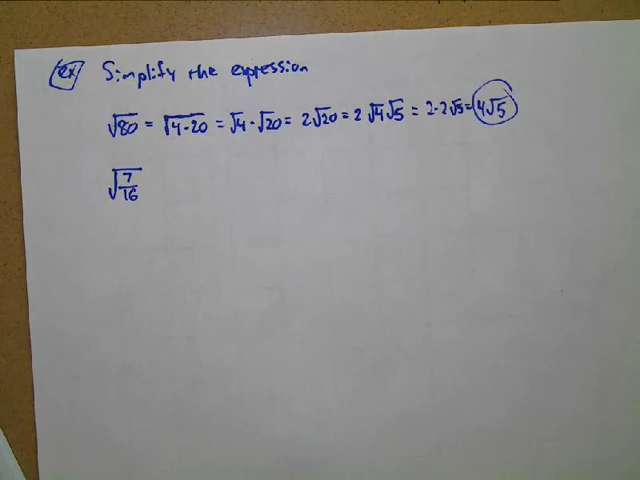 ex Simplify the expression
√80 = √4·20 = √4·√20 = 2√20 = 2√4√5 = 2·2√5 = 4√5
√7/16